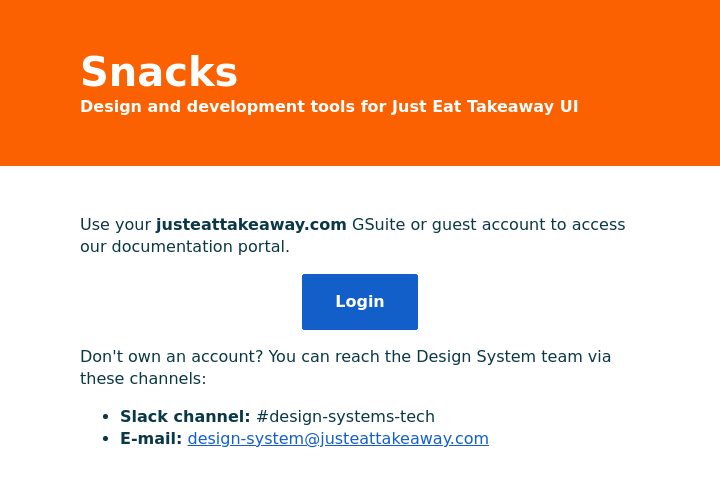 Snacks
Design and development tools for Just Eat Takeaway UI
Use your justeattakeaway.com GSuite or guest account to access
our documentation portal.
Login
Don't own an account? You can reach the Design System team via
these channels:
• Slack channel: #design-systems-tech
• E-mail: design-system@justeattakeaway.com